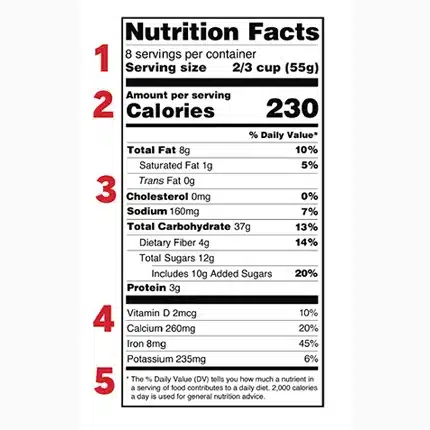 Nutrition Facts
1
8 servings per container
Serving size 2/3 cup (55g)
2
Amount per serving
Calories 230
% Daily Value*
Total Fat 8g 10%
Saturated Fat 1g 5%
Trans Fat 0g
3
Cholesterol 0mg 0%
Sodium 160mg 7%
Total Carbohydrate 37g 13%
Dietary Fiber 4g 14%
Total Sugars 12g
Includes 10g Added Sugars 20%
Protein 3g
4
Vitamin D 2mcg 10%
Calcium 260mg 20%
Iron 8mg 45%
Potassium 235mg 6%
5
* The % Daily Value (DV) tells you how much a nutrient in
a serving of food contributes to a daily diet. 2,000 calories
a day is used for general nutrition advice.